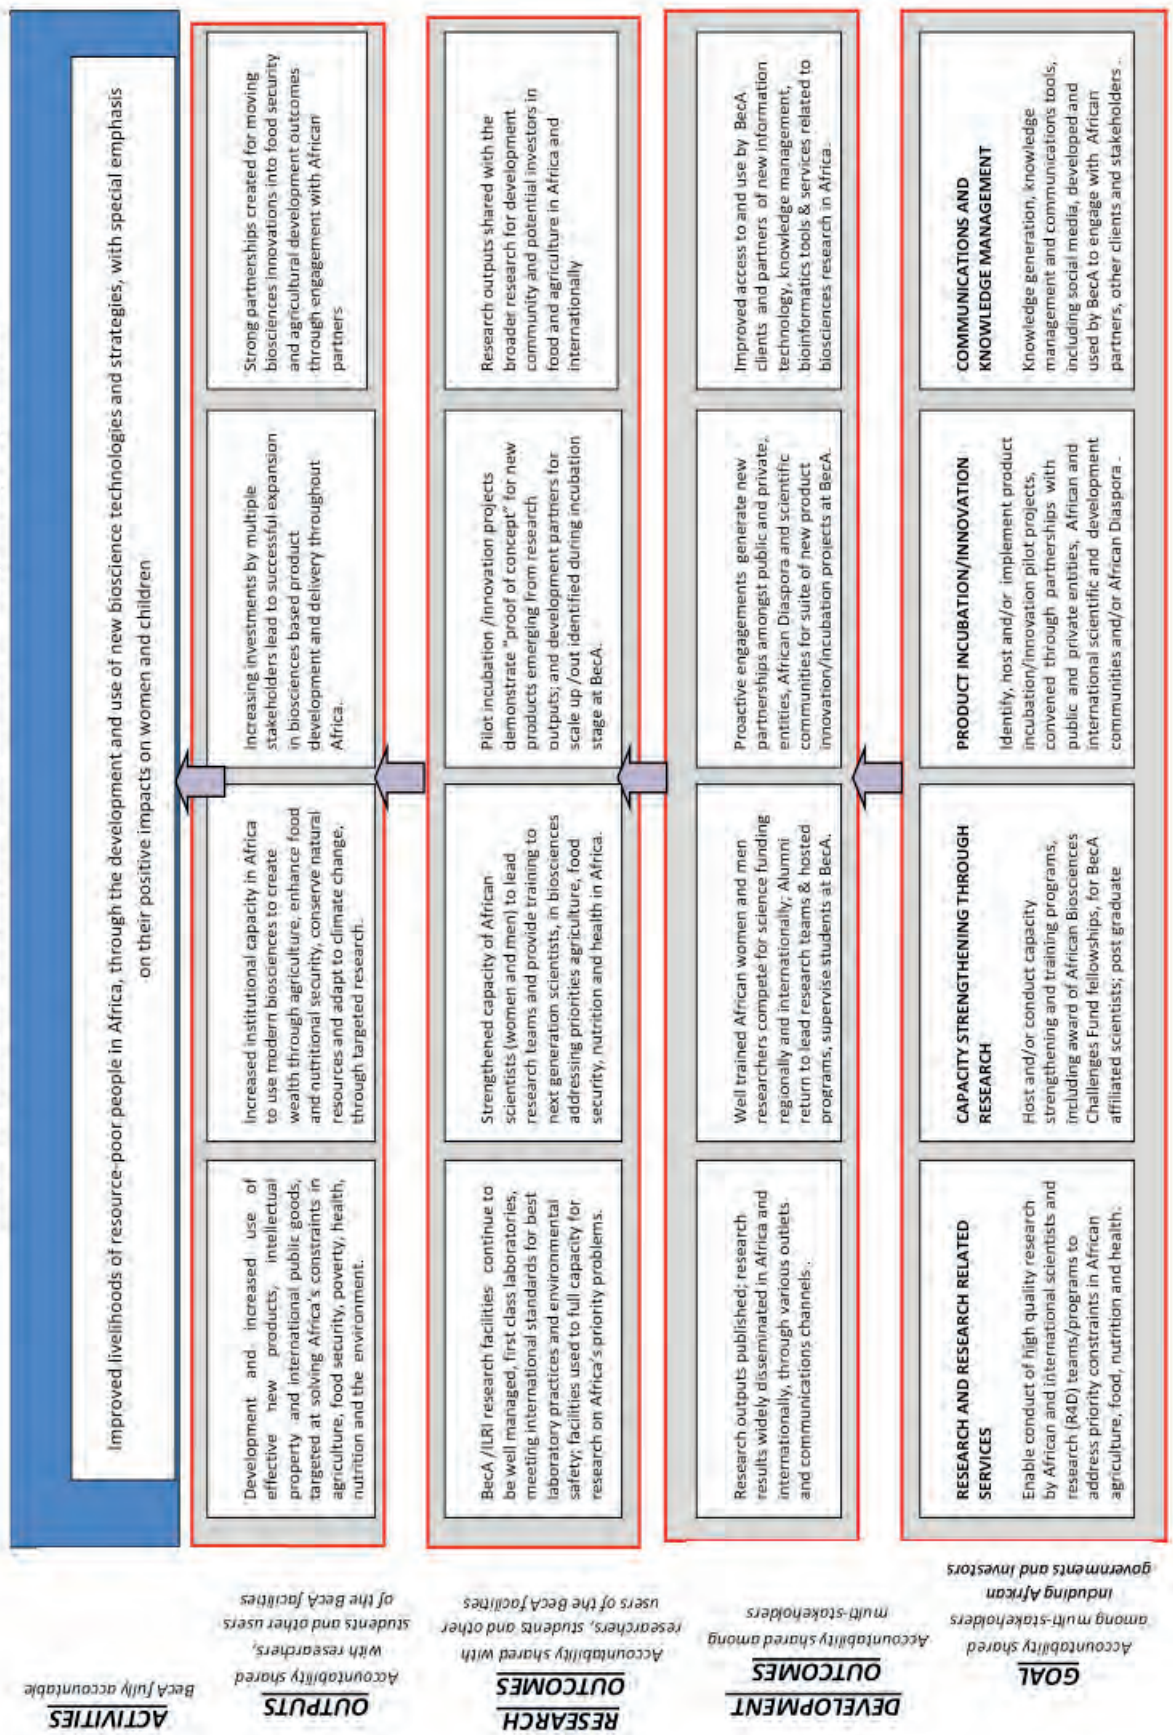 Improved livelihoods of resource-poor people in Africa, through the development and use of new bioscience technologies and strategies, with special emphasis
on their positive impacts on women and children
Development and increased use of
effective new products, intellectual
property and international public goods,
targeted at solving Africa's constraints in
agriculture, food security, poverty, health,
nutrition and the environment.
Increased institutional capacity in Africa
to use modern biosciences to create
wealth through agriculture, enhance food
and nutritional security, conserve natural
resources and adapt to climate change,
through targeted research.
Increasing investments by multiple
stakeholders lead to successful expansion
in biosciences based product
development and delivery throughout
Africa.
Strong partnerships created for moving
biosciences innovations into food security
and agricultural development outcomes
through engagement with African
partners
BecA /ILRI research facilities continue to
be well managed, first class laboratories,
meeting international standards for best
laboratory practices and environmental
safety; facilities used to full capacity for
research on Africa's priority problems.
Strengthened capacity of African
scientists (women and men) to lead
research teams and provide training to
next generation scientists, in biosciences
addressing priorities agriculture, food
security, nutrition and health in Africa.
Pilot incubation /innovation projects
demonstrate "proof of concept" for new
products emerging from research
outputs; and development partners for
scale up /out identified during incubation
stage at BecA.
Research outputs shared with the
broader research for development
community and potential investors in
food and agriculture in Africa and
internationally
Research outputs published; research
results widely disseminated in Africa and
internationally, through various outlets
and communications channels .
Well trained African women and men
researchers compete for science funding
regionally and internationally; Alumni
return to lead research teams & hosted
programs, supervise students at BecA.
Proactive engagements generate new
partnerships amongst public and private,
entities, African Diaspora and scientific
communities for suite of new product
innovation/incubation projects at BecA.
Improved access to and use by BecA
clients and partners of new information
technology, knowledge management,
bioinformatics tools & services related to
biosciences research in Africa.
RESEARCH AND RESEARCH RELATED
SERVICES
Enable conduct of high quality research
by African and international scientists and
research (R4D) teams/programs to
address priority constraints in African
agriculture, food, nutrition and health.
CAPACITY STRENGTHENING THROUGH
RESEARCH
Host and/or conduct capacity
strengthening and training programs,
including award of African Biosciences
Challenges Fund fellowships, for BecA
affiliated scientists; post graduate
PRODUCT INCUBATION/INNOVATION
Identify, host and/or implement product
incubation/innovation pilot projects,
convened through partnerships with
public and private entities, African and
international scientific and development
communities and/or African Diaspora .
COMMUNICATIONS AND
KNOWLEDGE MANAGEMENT
Knowledge generation, knowledge
management and communications tools,
including social media, developed and
used by BecA to engage with African
partners, other clients and stakeholders .
ACTIVITIES
BecA fully accountable
OUTPUTS
Accountability shared
with researchers,
students and other users
of the BecA facilities
RESEARCH
OUTCOMES
Accountability shared with
researchers, students and other
users of the BecA facilities
DEVELOPMENT
OUTCOMES
Accountability shared among
multi-stakeholders
GOAL
Accountability shared
among multi-stakeholders
including African
governments and investors